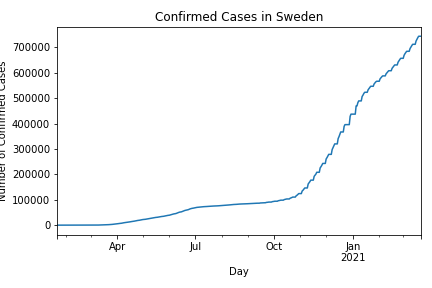 Confirmed Cases in Sweden
Number of Confirmed Cases
700000
600000
500000
400000
300000
200000
100000
0
Apr
Jul
Oct
Jan
2021
Day